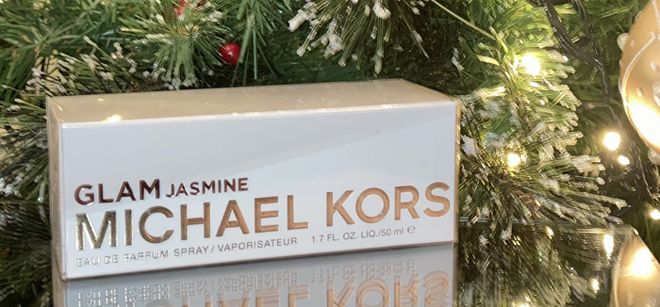 GLAM JASMINE
MICHAEL KORS
EAU DE PARFUM SPRAY / VAPORISATEUR 1.7 FL. OZ. LIQ./50 ml ℮